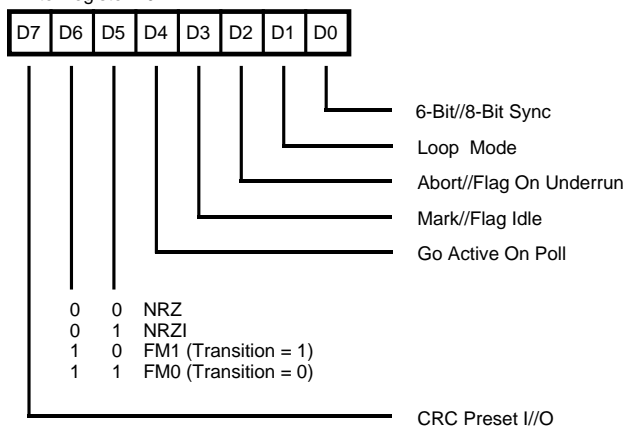 D7 D6 D5 D4 D3 D2 D1 D0
6-Bit//8-Bit Sync
Loop Mode
Abort//Flag On Underrun
Mark//Flag Idle
Go Active On Poll
0 0 NRZ
0 1 NRZI
1 0 FM1 (Transition = 1)
1 1 FM0 (Transition = 0)
CRC Preset I//O